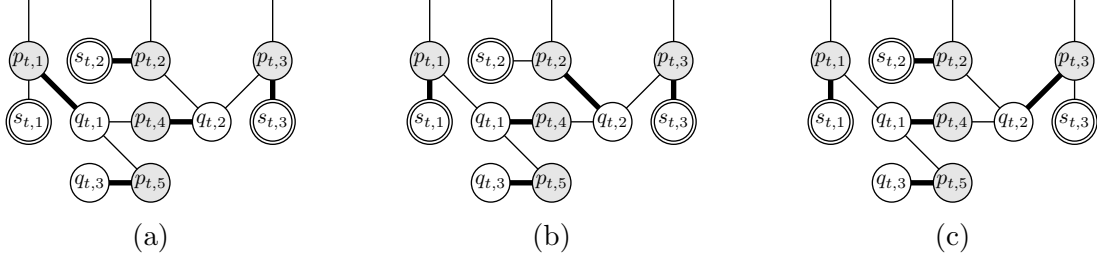 p_{t,1} s_{t,2} p_{t,2} p_{t,3} p_{t,1} s_{t,2} p_{t,2} p_{t,3} p_{t,1} s_{t,2} p_{t,2} p_{t,3}
s_{t,1} q_{t,1} p_{t,4} q_{t,2} s_{t,3} s_{t,1} q_{t,1} p_{t,4} q_{t,2} s_{t,3} s_{t,1} q_{t,1} p_{t,4} q_{t,2} s_{t,3}
q_{t,3} p_{t,5} q_{t,3} p_{t,5} q_{t,3} p_{t,5}
(a) (b) (c)